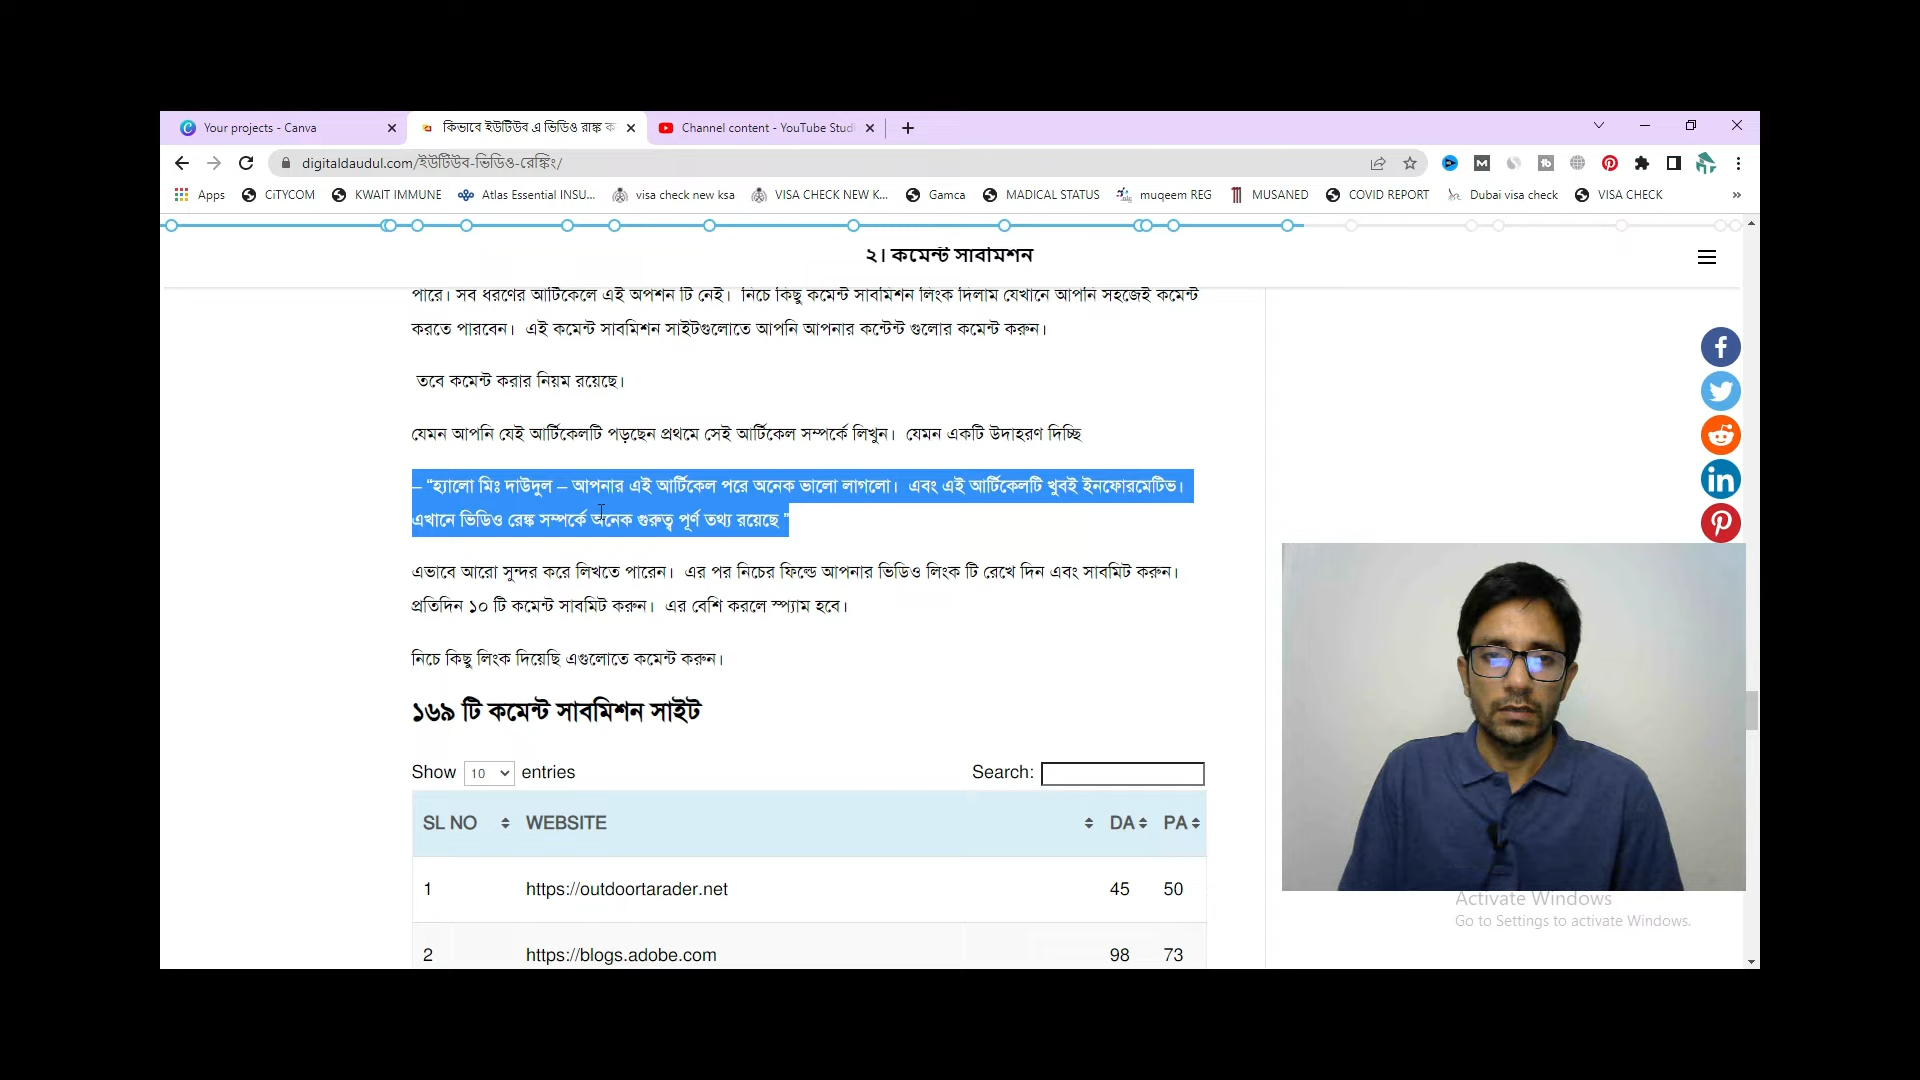 Your projects - Canva
কিভাবে ইউটিউব এ ভিডিও রাঙ্ক ক
Channel content - YouTube Studi
digitaldaudul.com/ইউটিউব-ভিডিও-রেঙ্কিং/
Apps
CiTYCOM
KWAIT IMMUNE
Atlas Essential INSU...
visa check new ksa
VISA CHECK NEW K...
Gamca
MADICAL STATUS
muqeem REG
MUSANED
COVID REPORT
Dubai visa check
VISA CHECK
২। কমেন্ট সাবমিশন
পারে। সব ধরণের আর্টিকেলে এই অপশন টি নেই। নিচে কিছু কমেন্ট সাবমিশন লিংক দিলাম যেখানে আপনি সহজেই কমেন্ট
করতে পারবেন। এই কমেন্ট সাবমিশন সাইটগুলোতে আপনি আপনার কন্টেন্ট গুলোর কমেন্ট করুন।
তবে কমেন্ট করার নিয়ম রয়েছে।
যেমন আপনি যেই আর্টিকেলটি পড়ছেন প্রথমে সেই আর্টিকেল সম্পর্কে লিখুন। যেমন একটি উদাহরণ দিচ্ছি
– “হ্যালো মিঃ দাউদুল – আপনার এই আর্টিকেল পরে অনেক ভালো লাগলো। এবং এই আর্টিকেলটি খুবই ইনফোরমেটিভ।
এখানে ভিডিও রেঙ্ক সম্পর্কে অনেক গুরুত্ব পূর্ণ তথ্য রয়েছে ”
এভাবে আরো সুন্দর করে লিখতে পারেন। এর পর নিচের ফিল্ডে আপনার ভিডিও লিংক টি রেখে দিন এবং সাবমিট করুন।
প্রতিদিন ১০ টি কমেন্ট সাবমিট করুন। এর বেশি করলে স্প্যাম হবে।
নিচে কিছু লিংক দিয়েছি এগুলোতে কমেন্ট করুন।
১৬৯ টি কমেন্ট সাবমিশন সাইট
Show 10 entries Search:
SL NO WEBSITE DA PA
1 https://outdoortarader.net 45 50
2 https://blogs.adobe.com 98 73
Activate Windows
Go to Settings to activate Windows.